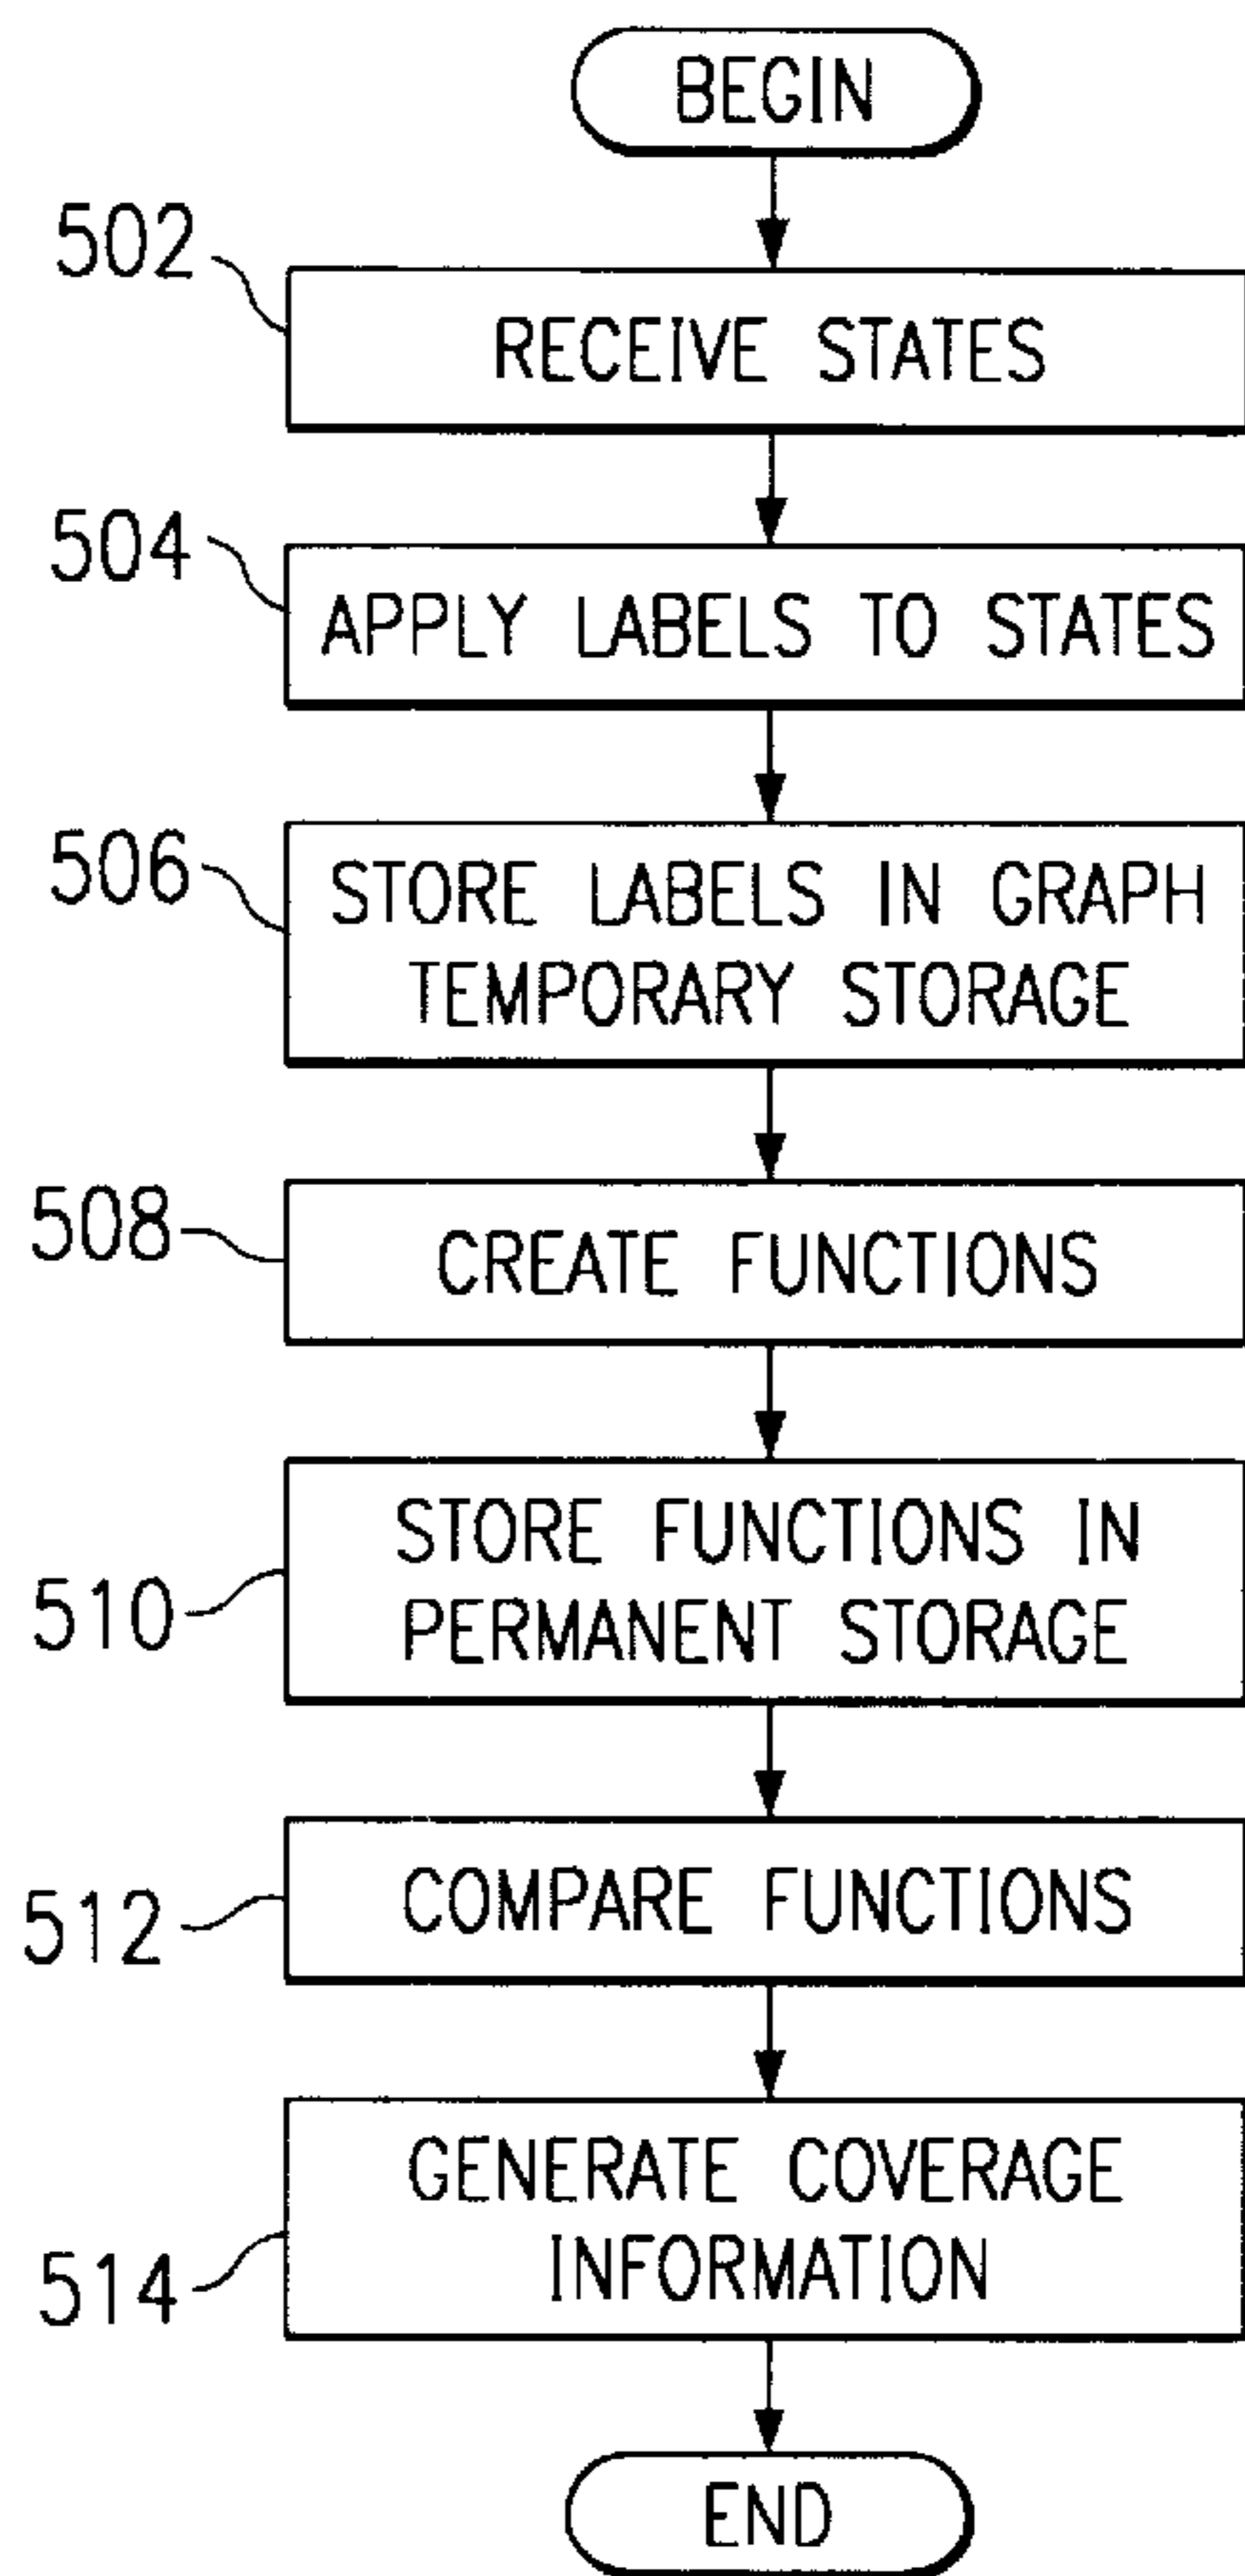 BEGIN
502
RECEIVE STATES
504
APPLY LABELS TO STATES
506
STORE LABELS IN GRAPH
TEMPORARY STORAGE
508
CREATE FUNCTIONS
510
STORE FUNCTIONS IN
PERMANENT STORAGE
512
COMPARE FUNCTIONS
514
GENERATE COVERAGE
INFORMATION
END